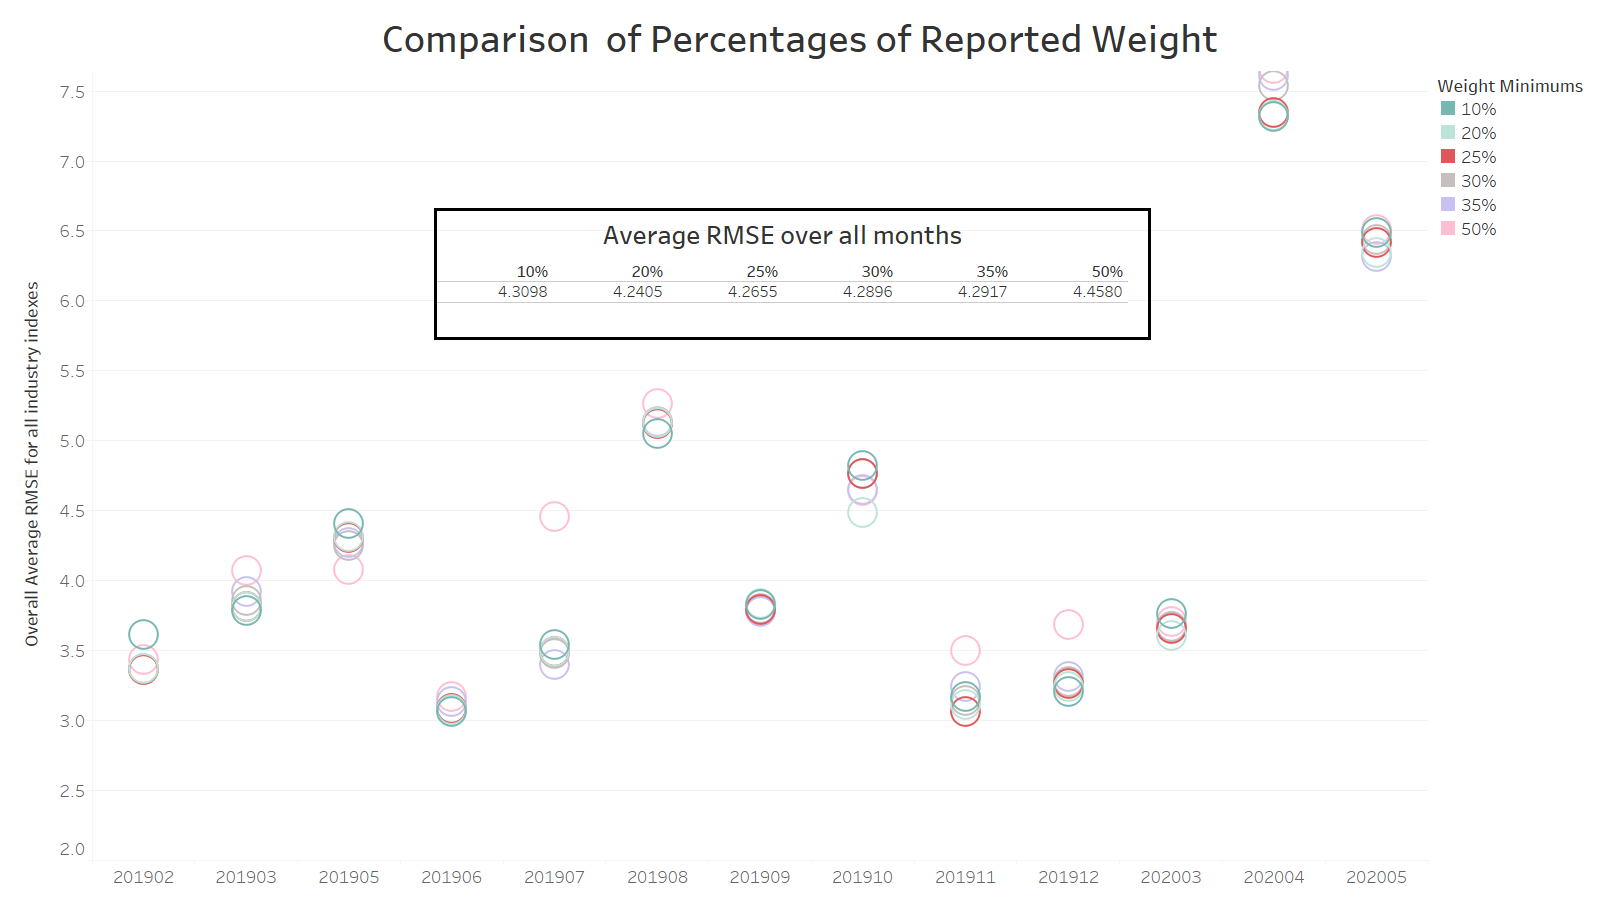 Comparison of Percentages of Reported Weight
Weight Minimums
10%
20%
25%
30%
35%
50%
Overall Average RMSE for all industry indexes
7.5
7.0
6.5
6.0
5.5
5.0
4.5
4.0
3.5
3.0
2.5
2.0
Average RMSE over all months
10% 20% 25% 30% 35% 50%
4.3098 4.2405 4.2655 4.2896 4.2917 4.4580
201902 201903 201905 201906 201907 201908 201909 201910 201911 201912 202003 202004 202005